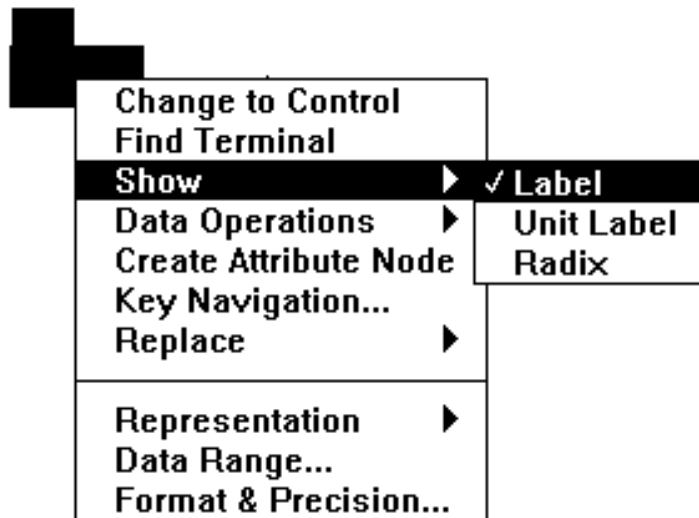 Change to Control
Find Terminal
Show
✓ Label
Data Operations
Unit Label
Create Attribute Node
Radix
Key Navigation...
Replace
Representation
Data Range...
Format & Precision...